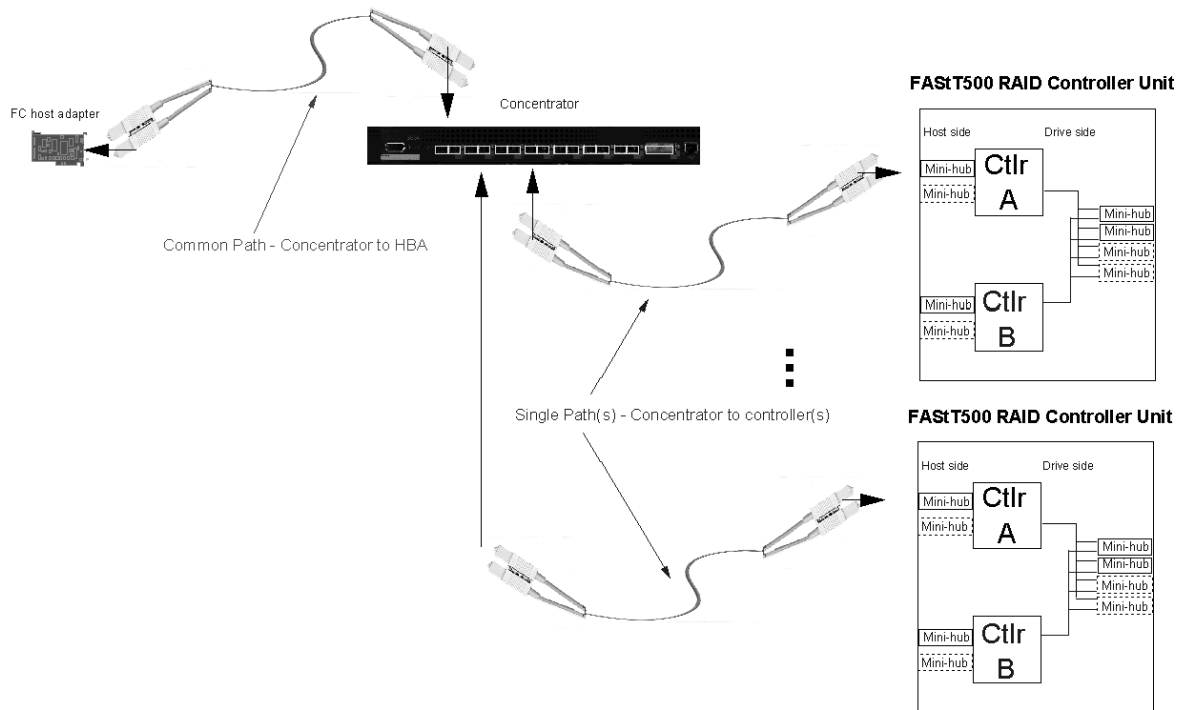 FC host adapter
Concentrator
Common Path - Concentrator to HBA
Single Path(s) - Concentrator to controller(s)
FAStT500 RAID Controller Unit
Host side
Drive side
Mini-hub
Mini-hub
Ctlr
A
Mini-hub
Mini-hub
Mini-hub
Mini-hub
Mini-hub
Mini-hub
Ctlr
B
FAStT500 RAID Controller Unit
Host side
Drive side
Mini-hub
Mini-hub
Ctlr
A
Mini-hub
Mini-hub
Mini-hub
Mini-hub
Mini-hub
Mini-hub
Ctlr
B